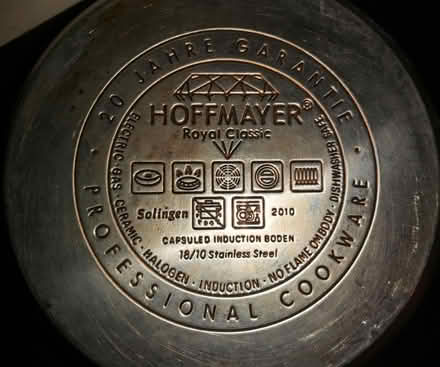 20 JAHRE GARANTIE
PROFESSIONAL COOKWARE
ELECTRIC · GAS · CERAMIC · HALOGEN · INDUCTION · NO FLAME ON BODY · DISHWASHER SAFE
HOFFMAYER®
Royal Classic
Solingen 2010
CAPSULED INDUCTION BODEN
18/10 Stainless Steel